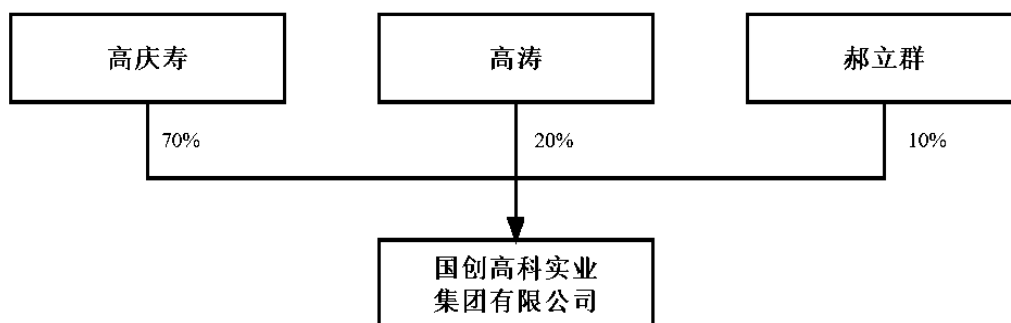 高庆寿
高涛
郝立群
70%
20%
10%
国创高科实业
集团有限公司